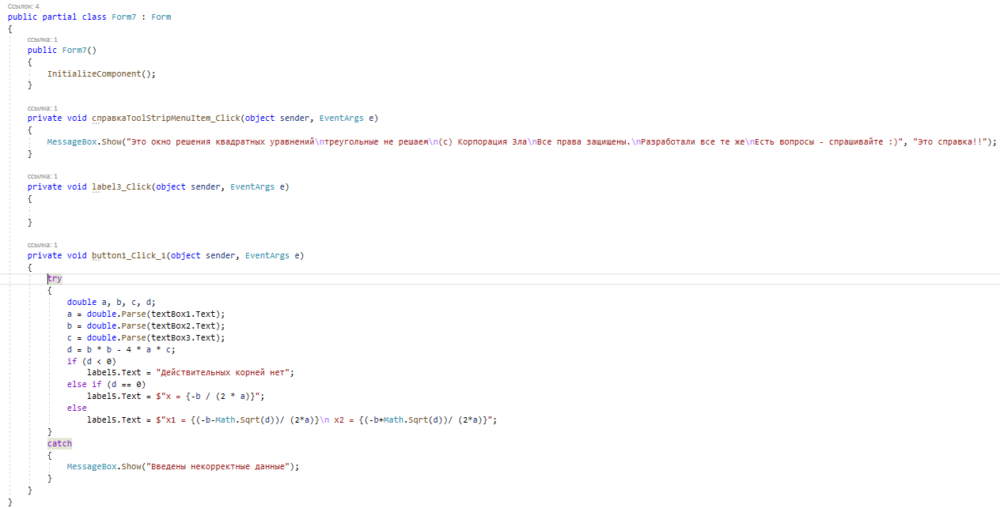 Ссылок: 4
public partial class Form7 : Form
{
ссылка: 1
public Form7()
{
InitializeComponent();
}
ссылка: 1
private void справкаToolStripMenuItem_Click(object sender, EventArgs e)
{
MessageBox.Show("Это окно решения квадратных уравнений\nтреугольные не решаем\n(c) Корпорация Зла\nВсе права защищены.\nРазработали все те же\nЕсть вопросы - спрашивайте :)", "Это справка!!");
}
ссылка: 1
private void label3_Click(object sender, EventArgs e)
{
}
ссылка: 1
private void button1_Click_1(object sender, EventArgs e)
{
try
{
double a, b, c, d;
a = double.Parse(textBox1.Text);
b = double.Parse(textBox2.Text);
c = double.Parse(textBox3.Text);
d = b * b - 4 * a * c;
if (d < 0)
label5.Text = "Действительных корней нет";
else if (d == 0)
label5.Text = $"x = {-b / (2 * a)}";
else
label5.Text = $"x1 = {(-b-Math.Sqrt(d))/ (2*a)}\n x2 = {(-b+Math.Sqrt(d))/ (2*a)}";
}
catch
{
MessageBox.Show("Введены некорректные данные");
}
}
}